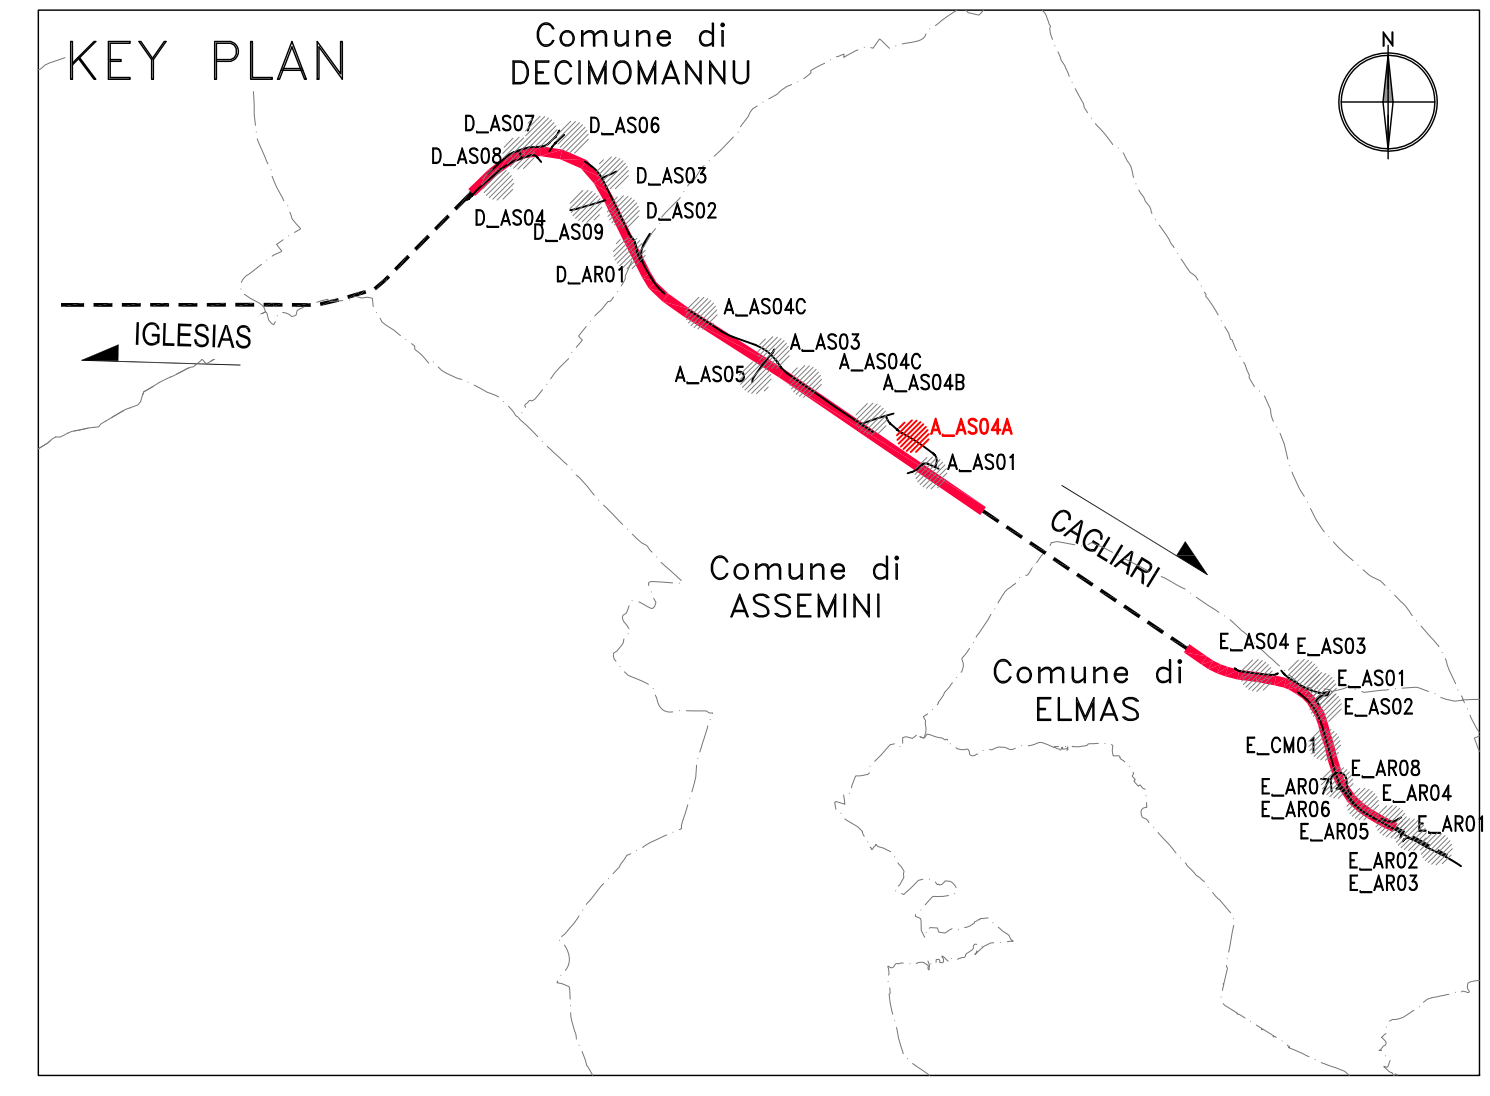 KEY PLAN
Comune di
DECIMOMANNU
N
D_AS07
D_AS06
D_AS08
D_AS03
D_AS04
D_AS02
D_AS09
D_AR01
A_AS04C
IGLESIAS
A_AS03
A_AS04C
A_AS05
A_AS04B
A_AS04A
A_AS01
CAGLIARI
Comune di
ASSEMINI
E_AS04
E_AS03
Comune di
ELMAS
E_AS01
E_AS02
E_CM01
E_AR08
E_AR07
E_AR04
E_AR06
E_AR01
E_AR05
E_AR02
E_AR03